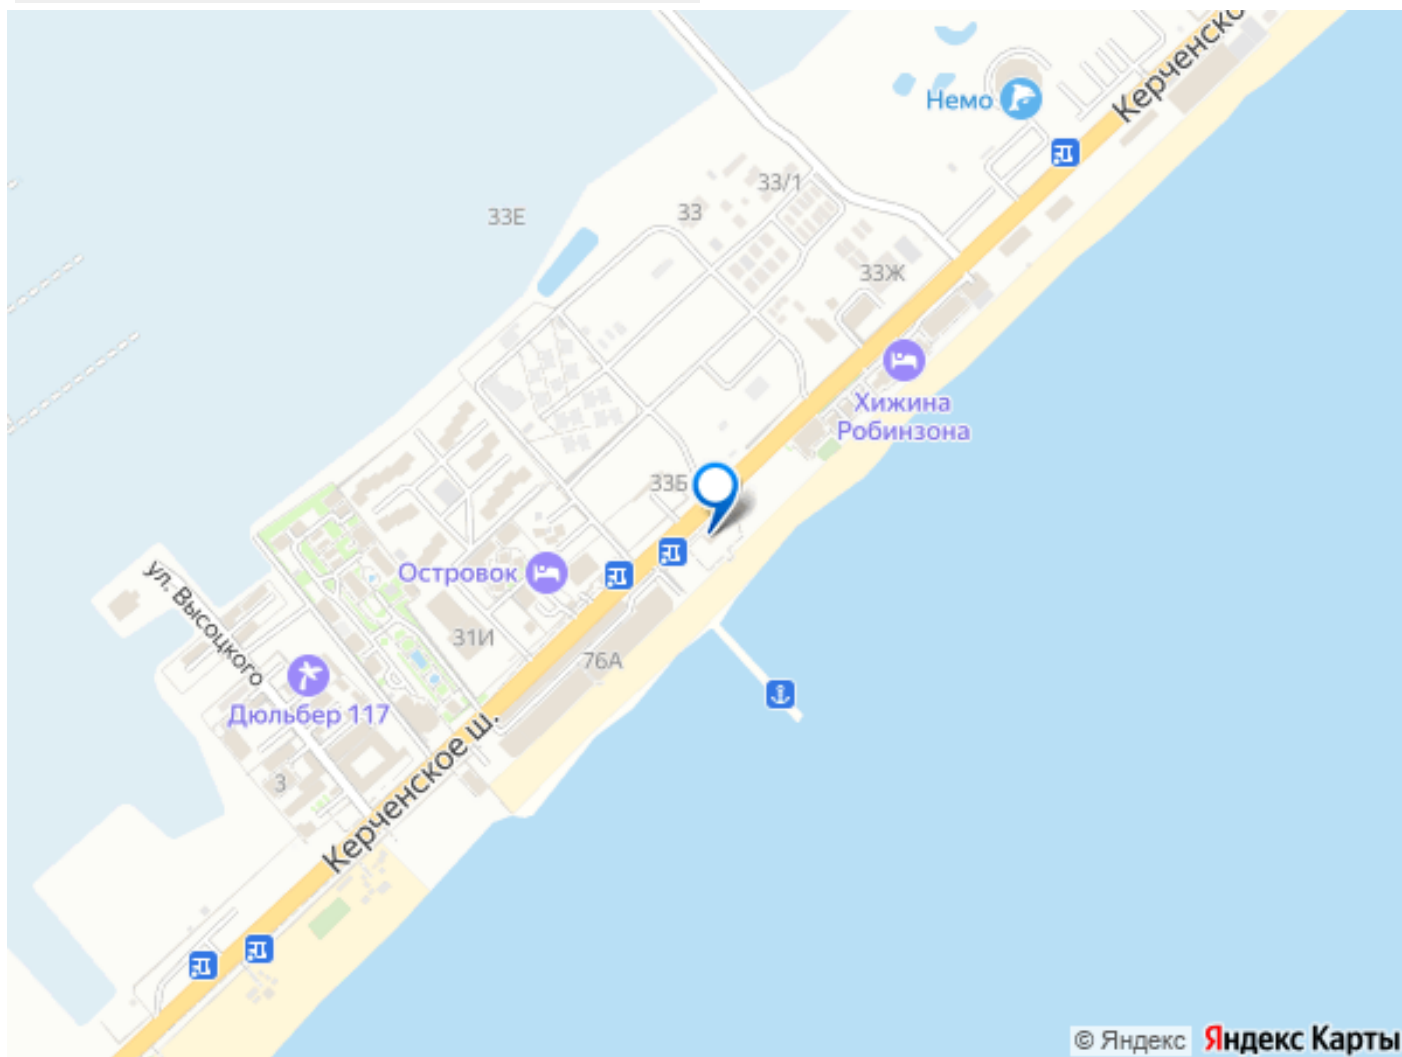 Керченско
Немо
33/1
33
33Е
33Ж
Хижина
Робинзона
33Б
Островок
ул. Высоцкого
31И
76А
Дюльбер 117
Керченское ш.
3
© Яндекс Яндекс Карты